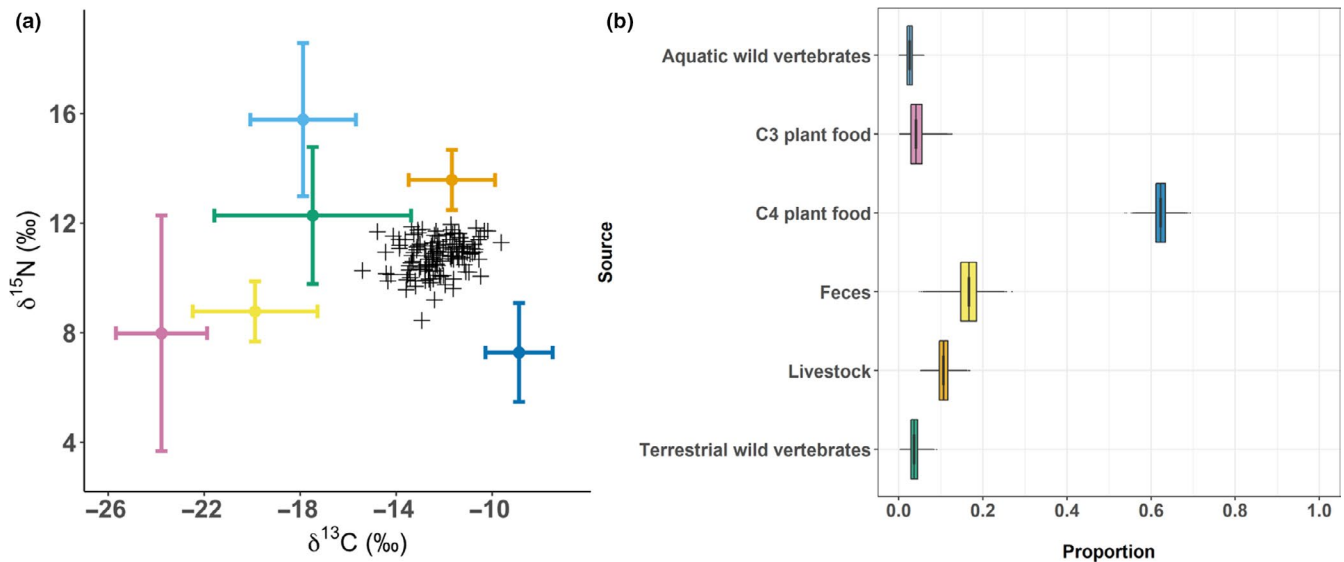 (a)
16
12
8
4
δ15N (‰)
−26 −22 −18 −14 −10
δ13C (‰)
(b)
Source
Aquatic wild vertebrates
C3 plant food
C4 plant food
Feces
Livestock
Terrestrial wild vertebrates
0.0 0.2 0.4 0.6 0.8 1.0
Proportion